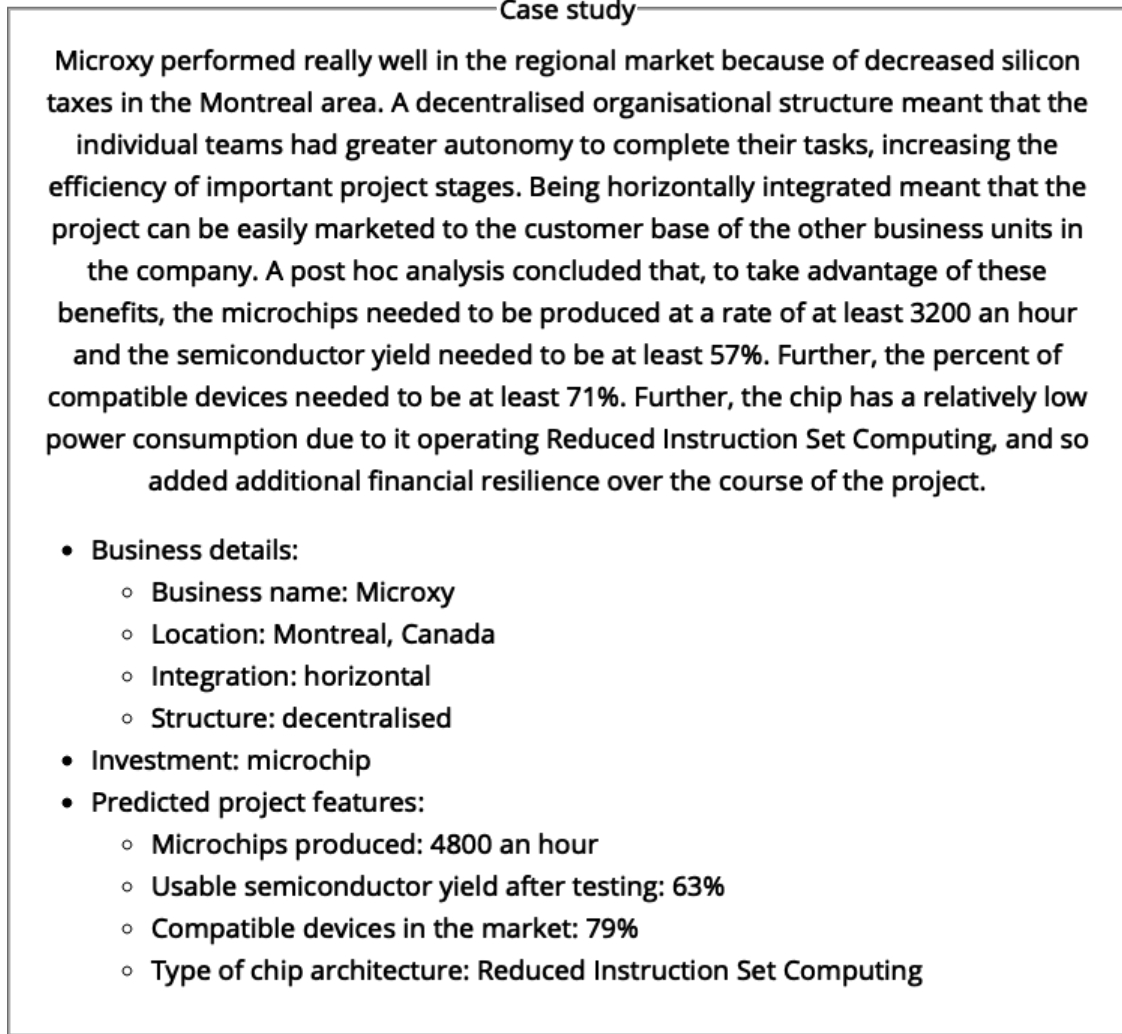 Case study
Microxy performed really well in the regional market because of decreased silicon
taxes in the Montreal area. A decentralised organisational structure meant that the
individual teams had greater autonomy to complete their tasks, increasing the
efficiency of important project stages. Being horizontally integrated meant that the
project can be easily marketed to the customer base of the other business units in
the company. A post hoc analysis concluded that, to take advantage of these
benefits, the microchips needed to be produced at a rate of at least 3200 an hour
and the semiconductor yield needed to be at least 57%. Further, the percent of
compatible devices needed to be at least 71%. Further, the chip has a relatively low
power consumption due to it operating Reduced Instruction Set Computing, and so
added additional financial resilience over the course of the project.
• Business details:
◦ Business name: Microxy
◦ Location: Montreal, Canada
◦ Integration: horizontal
◦ Structure: decentralised
• Investment: microchip
• Predicted project features:
◦ Microchips produced: 4800 an hour
◦ Usable semiconductor yield after testing: 63%
◦ Compatible devices in the market: 79%
◦ Type of chip architecture: Reduced Instruction Set Computing